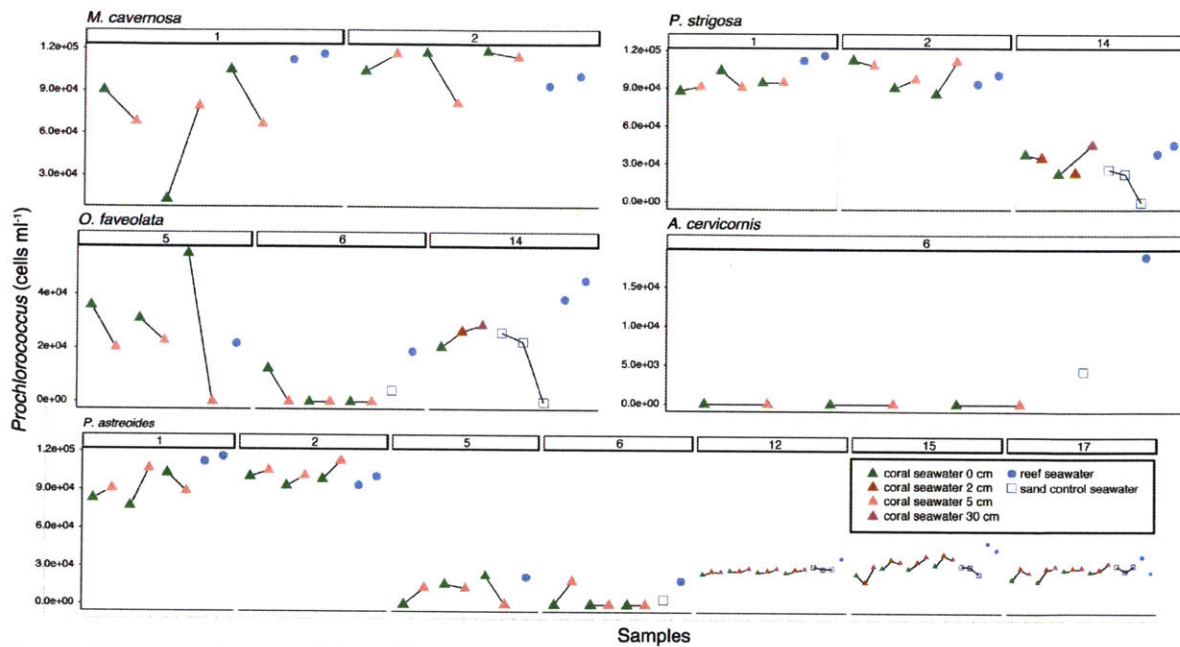 M. cavernosa
1 2
1.2e+05
9.0e+04
6.0e+04
3.0e+04
P. strigosa
1 2 14
1.2e+05
9.0e+04
6.0e+04
3.0e+04
0.0e+00
O. faveolata
5 6 14
4e+04
2e+04
0e+00
A. cervicornis
6
1.5e+04
1.0e+04
5.0e+03
0.0e+00
P. astreoides
1 2 5 6 12 15 17
1.2e+05
9.0e+04
6.0e+04
3.0e+04
0.0e+00
coral seawater 0 cm
coral seawater 2 cm
coral seawater 5 cm
coral seawater 30 cm
reef seawater
sand control seawater
Prochlorococcus (cells ml⁻¹)
Samples